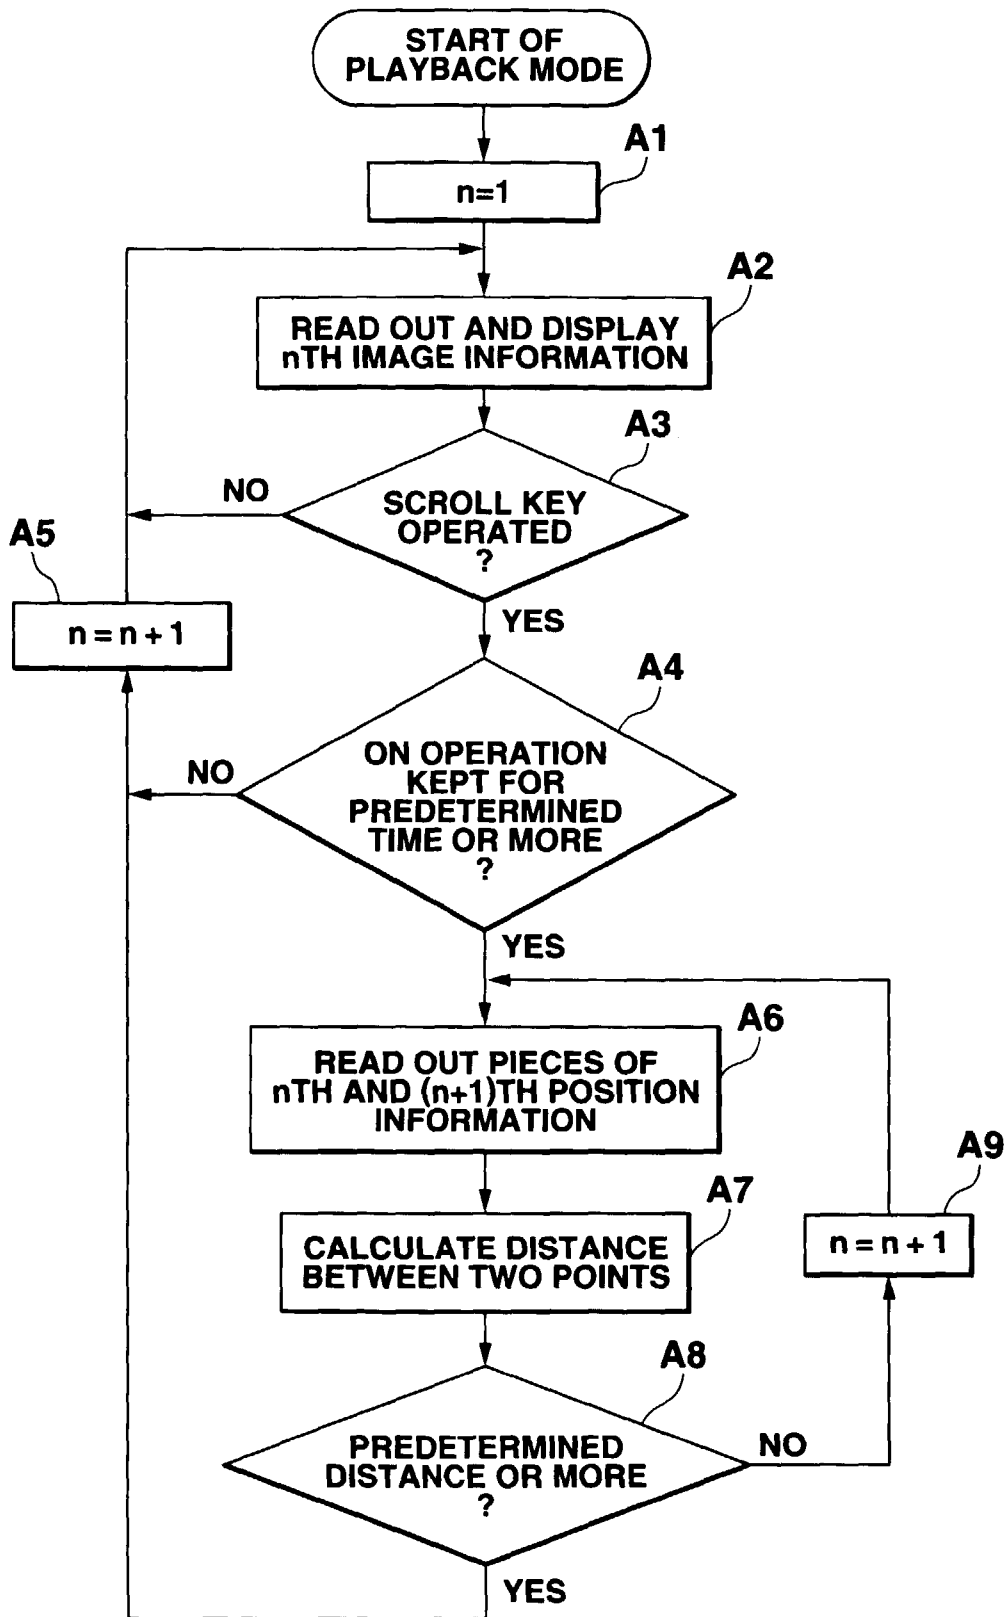 START OF
PLAYBACK MODE
A1
n=1
A2
READ OUT AND DISPLAY
nTH IMAGE INFORMATION
A3
NO
SCROLL KEY
OPERATED
?
A5
n = n + 1
YES
A4
NO
ON OPERATION
KEPT FOR
PREDETERMINED
TIME OR MORE
?
YES
A6
READ OUT PIECES OF
nTH AND (n+1)TH POSITION
INFORMATION
A9
A7
n = n + 1
CALCULATE DISTANCE
BETWEEN TWO POINTS
A8
NO
PREDETERMINED
DISTANCE OR MORE
?
YES